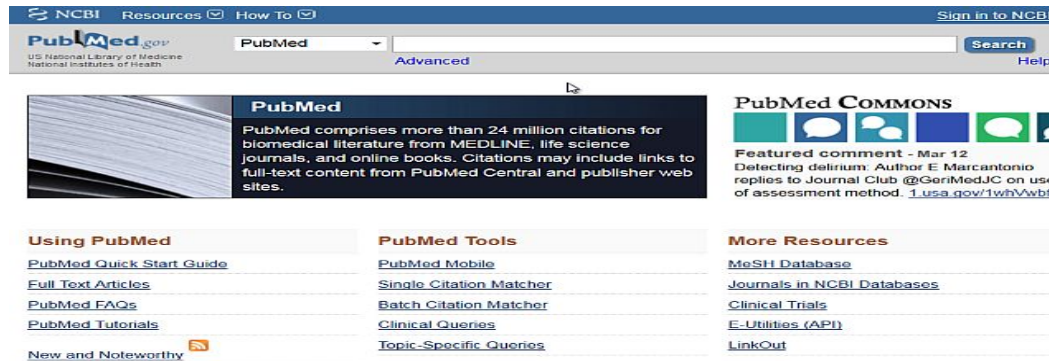 NCBI Resources How To Sign in to NCB
PubMed.gov
US National Library of Medicine
National Institutes of Health
PubMed
Search
Advanced
Help
PubMed
PubMed comprises more than 24 million citations for
biomedical literature from MEDLINE, life science
journals, and online books. Citations may include links to
full-text content from PubMed Central and publisher web
sites.
PubMed COMMONS
Featured comment - Mar 12
Detecting delirium: Author E Marcantonio
replies to Journal Club @GeriMedJC on use
of assessment method.
Using PubMed
PubMed Quick Start Guide
Full Text Articles
PubMed FAQs
PubMed Tutorials
New and Noteworthy
PubMed Tools
PubMed Mobile
Single Citation Matcher
Batch Citation Matcher
Clinical Queries
Topic-Specific Queries
More Resources
MeSH Database
Journals in NCBI Databases
Clinical Trials
E-Utilities (API)
LinkOut